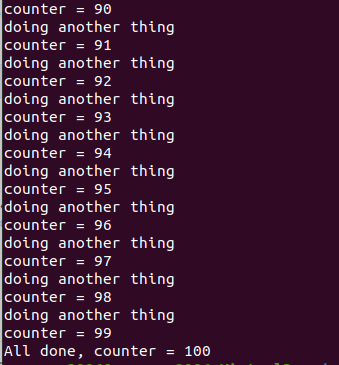 counter = 90
doing another thing
counter = 91
doing another thing
counter = 92
doing another thing
counter = 93
doing another thing
counter = 94
doing another thing
counter = 95
doing another thing
counter = 96
doing another thing
counter = 97
doing another thing
counter = 98
doing another thing
counter = 99
All done, counter = 100